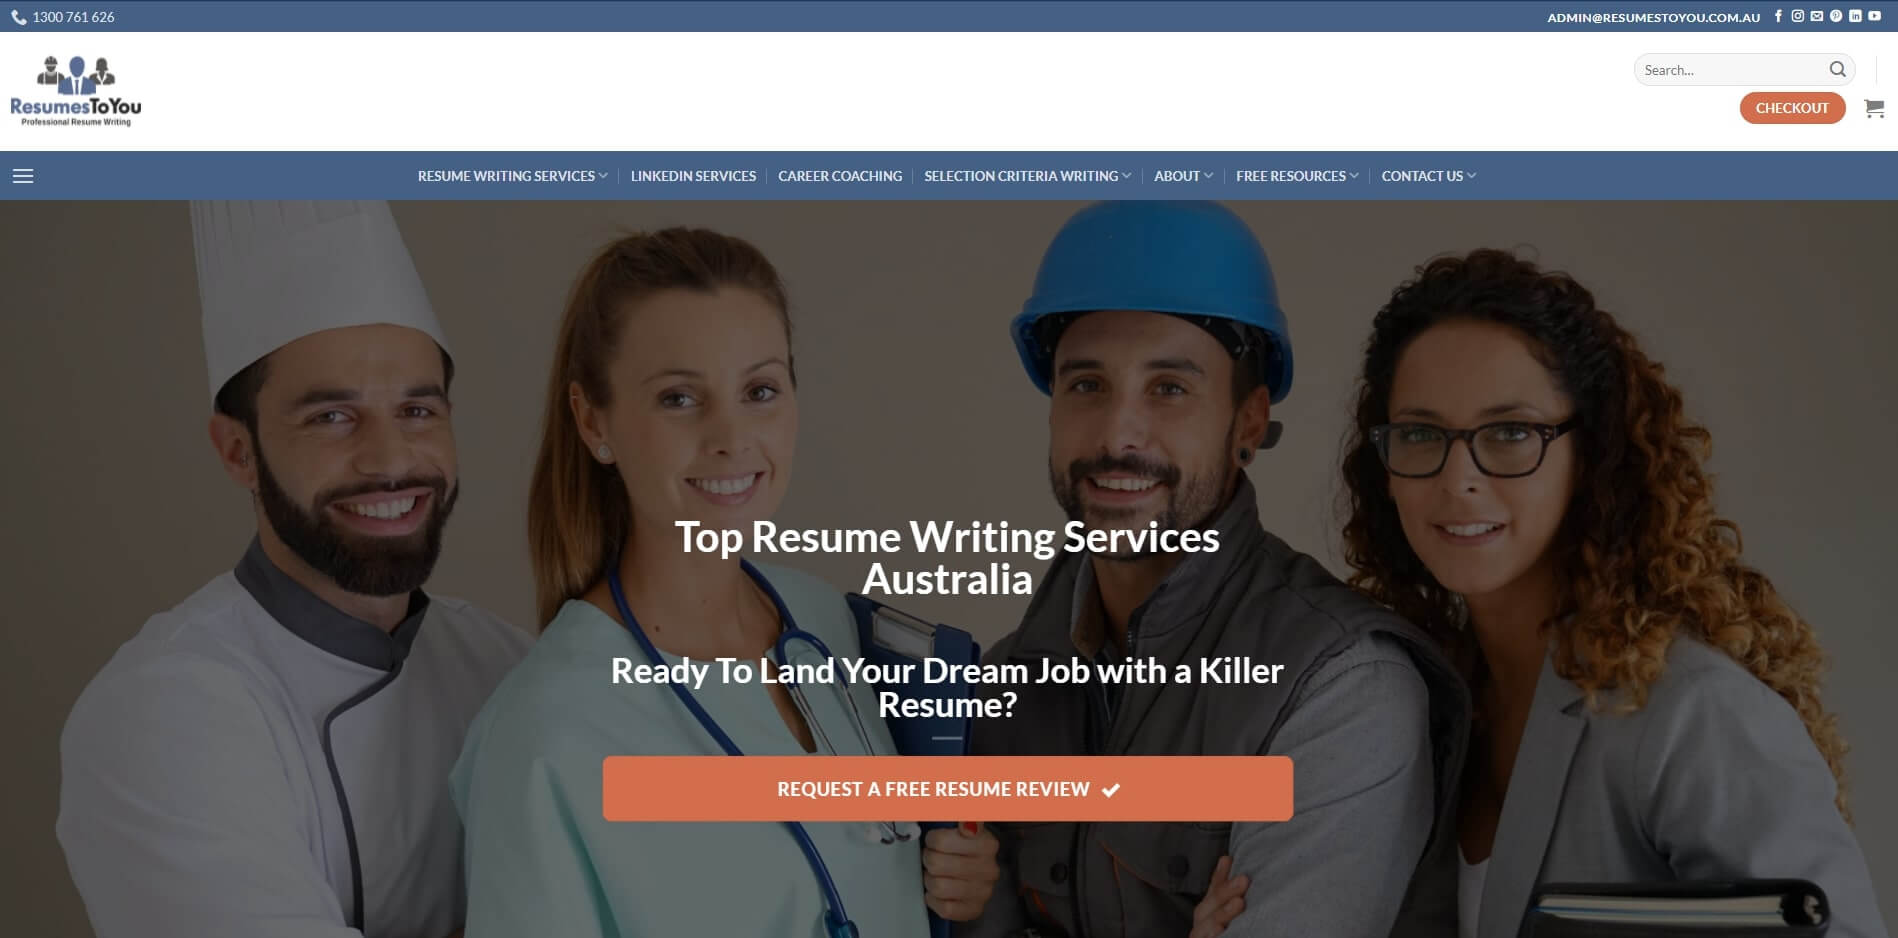 1300 761 626
ADMIN@RESUMESTOYOU.COM.AU
ResumesToYou
Professional Resume Writing
Search...
CHECKOUT
RESUME WRITING SERVICES
LINKEDIN SERVICES
CAREER COACHING
SELECTION CRITERIA WRITING
ABOUT
FREE RESOURCES
CONTACT US
Top Resume Writing Services
Australia
Ready To Land Your Dream Job with a Killer
Resume?
REQUEST A FREE RESUME REVIEW